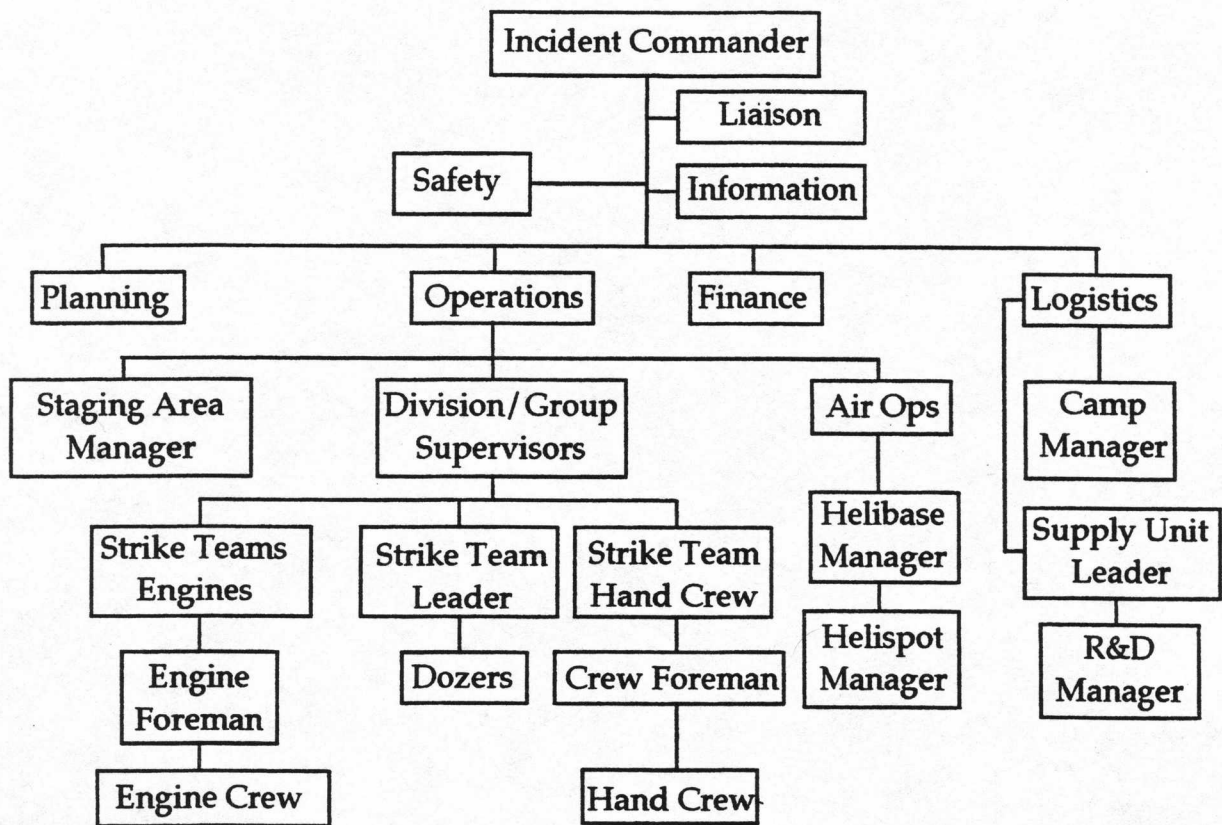 Incident Commander
Liaison
Safety
Information
Planning
Operations
Finance
Logistics
Staging Area
Manager
Division/Group
Supervisors
Air Ops
Camp
Manager
Strike Teams
Engines
Strike Team
Leader
Strike Team
Hand Crew
Helibase
Manager
Supply Unit
Leader
Engine
Foreman
Dozers
Crew Foreman
Helispot
Manager
R&D
Manager
Engine Crew
Hand Crew